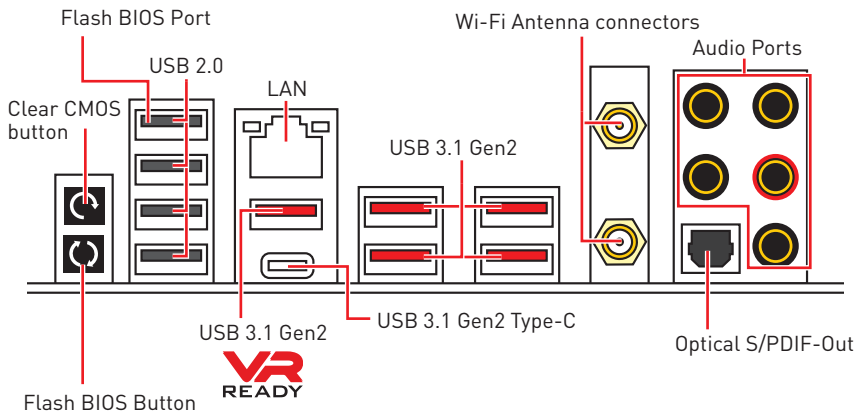 Flash BIOS Port
Wi-Fi Antenna connectors
USB 2.0
Audio Ports
LAN
Clear CMOS
button
USB 3.1 Gen2
USB 3.1 Gen2
USB 3.1 Gen2 Type-C
Optical S/PDIF-Out
VR
READY
Flash BIOS Button